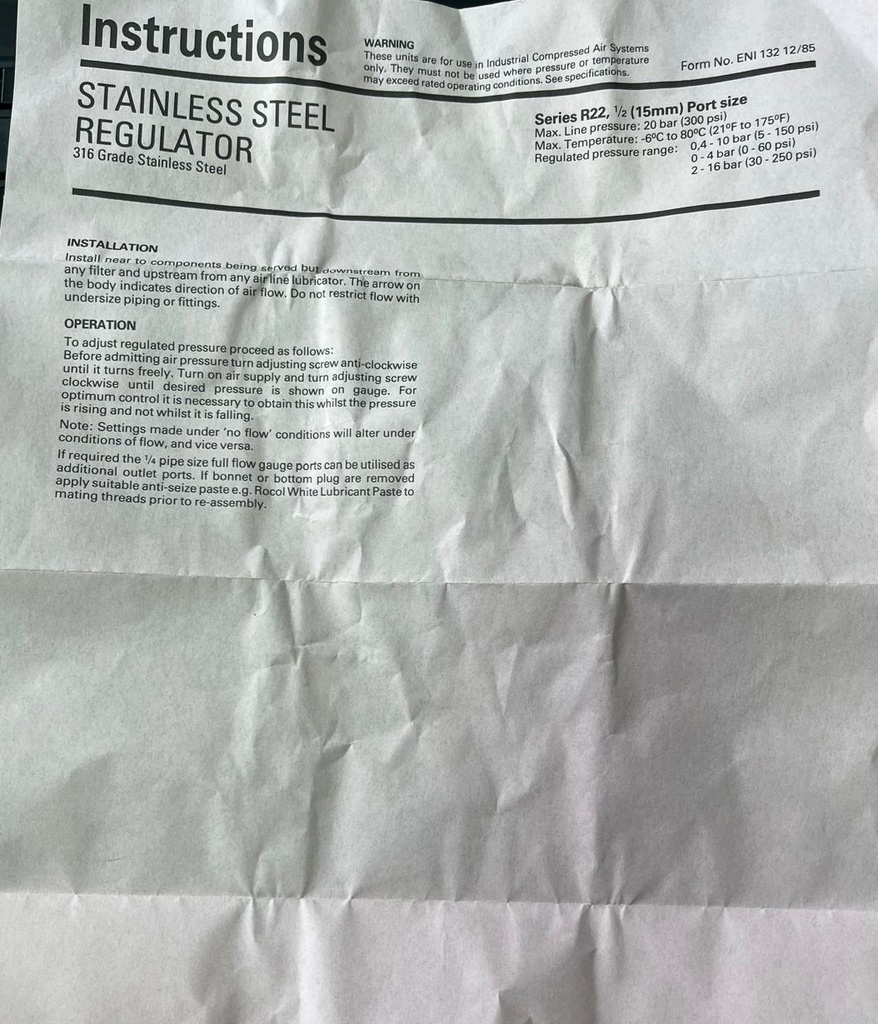 Instructions
WARNING
These units are for use in Industrial Compressed Air Systems
only. They must not be used where pressure or temperature
may exceed rated operating conditions. See specifications.
Form No. ENI 132 12/85
STAINLESS STEEL
REGULATOR
316 Grade Stainless Steel
Series R22, 1/2 (15mm) Port size
Max. Line pressure: 20 bar (300 psi)
Max. Temperature: -6ºC to 80ºC (21ºF to 175ºF)
Regulated pressure range: 0,4 - 10 bar (5 - 150 psi)
0 - 4 bar (0 - 60 psi)
2 - 16 bar (30 - 250 psi)
INSTALLATION
Install near to components being served but downstream from
any filter and upstream from any air line lubricator. The arrow on
the body indicates direction of air flow. Do not restrict flow with
undersize piping or fittings.
OPERATION
To adjust regulated pressure proceed as follows:
Before admitting air pressure turn adjusting screw anti-clockwise
until it turns freely. Turn on air supply and turn adjusting screw
clockwise until desired pressure is shown on gauge. For
optimum control it is necessary to obtain this whilst the pressure
is rising and not whilst it is falling.
Note: Settings made under 'no flow' conditions will alter under
conditions of flow, and vice versa.
If required the 1/4 pipe size full flow gauge ports can be utilised as
additional outlet ports. If bonnet or bottom plug are removed
apply suitable anti-seize paste e.g. Rocol White Lubricant Paste to
mating threads prior to re-assembly.